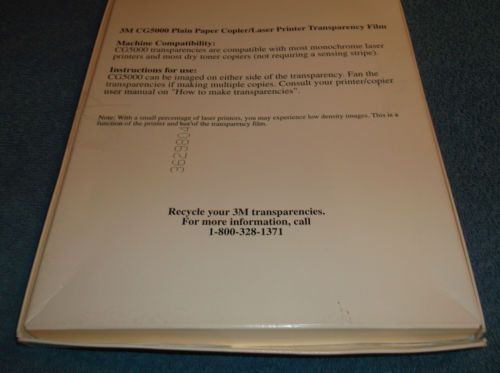 3M CG5000 Plain Paper Copier/Laser Printer Transparency Film
Machine Compatibility:
CG5000 transparencies are compatible with most monochrome laser
printers and most dry toner copiers (not requiring a sensing stripe).
Instructions for use:
CG5000 can be imaged on either side of the transparency. Fan the
transparencies if making multiple copies. Consult your printer/copier
user manual on "How to make transparencies".
Note: With a small percentage of laser printers, you may experience low density images. This is a
function of the printer and not of the transparency film.
3629804
Recycle your 3M transparencies.
For more information, call
1-800-328-1371